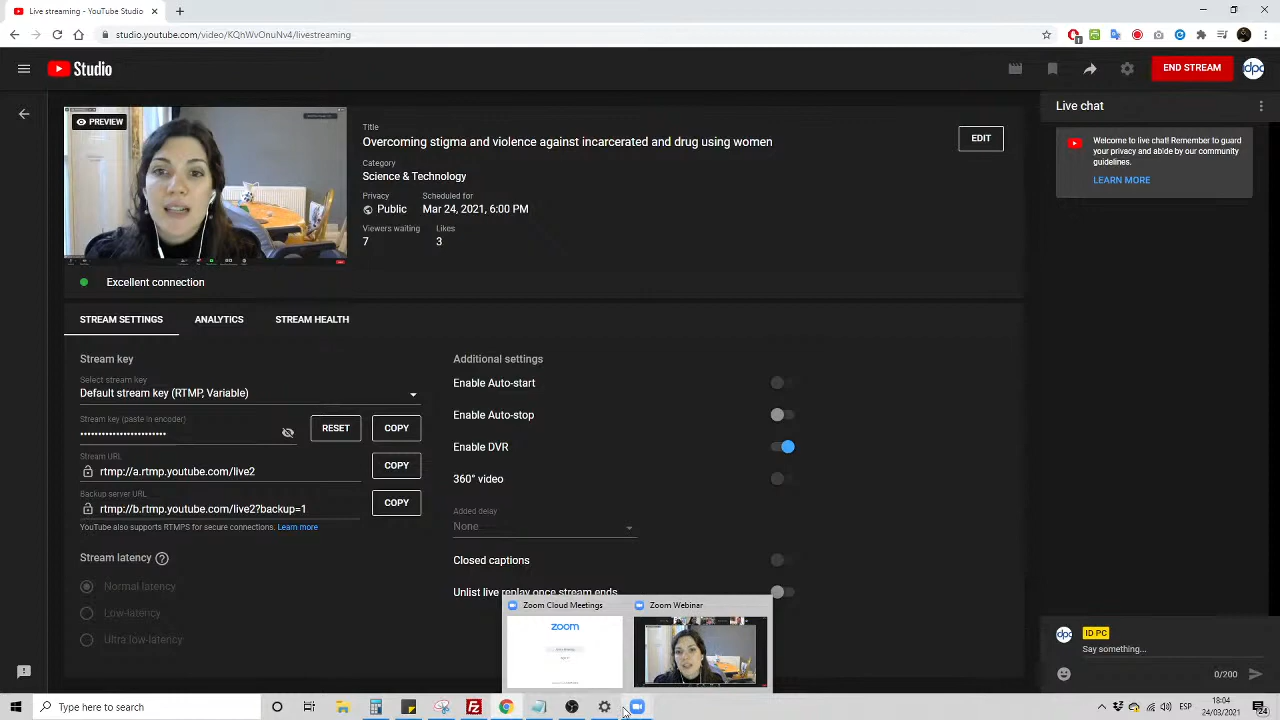 Live streaming - YouTube Studio
studio.youtube.com/video/KQhWvOnuNv4/livestreaming
1
Studio
END STREAM
dpc
PREVIEW
Title
Overcoming stigma and violence against incarcerated and drug using women
EDIT
Category
Science & Technology
Privacy
Scheduled for
Public
Mar 24, 2021, 6:00 PM
Viewers waiting
Likes
7
3
Excellent connection
Live chat
Welcome to live chat! Remember to guard
your privacy and abide by our community
guidelines.
LEARN MORE
STREAM SETTINGS
ANALYTICS
STREAM HEALTH
Stream key
Select stream key
Default stream key (RTMP, Variable)
Stream key (paste in encoder)
························
RESET
COPY
Stream URL
rtmp://a.rtmp.youtube.com/live2
COPY
Backup server URL
rtmp://b.rtmp.youtube.com/live2?backup=1
COPY
YouTube also supports RTMPS for secure connections. Learn more
Stream latency
Normal latency
Low-latency
Ultra low-latency
Additional settings
Enable Auto-start
Enable Auto-stop
Enable DVR
360° video
Added delay
None
Closed captions
Unlist live replay once stream ends
Zoom Cloud Meetings
Zoom Webinar
zoom
dpc
ID PC
Say something...
0/200
Type here to search
ESP
18:04
24/03/2021
24